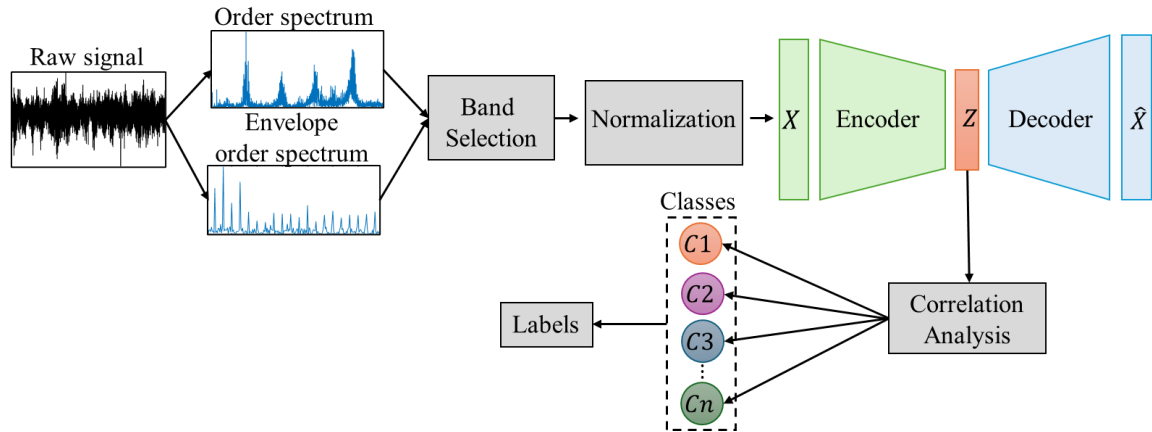 Order spectrum
Raw signal
Envelope
order spectrum
Band
Selection
Normalization
X
Encoder
Z
Decoder
X̂
Classes
C1
C2
C3
Cn
Labels
Correlation
Analysis